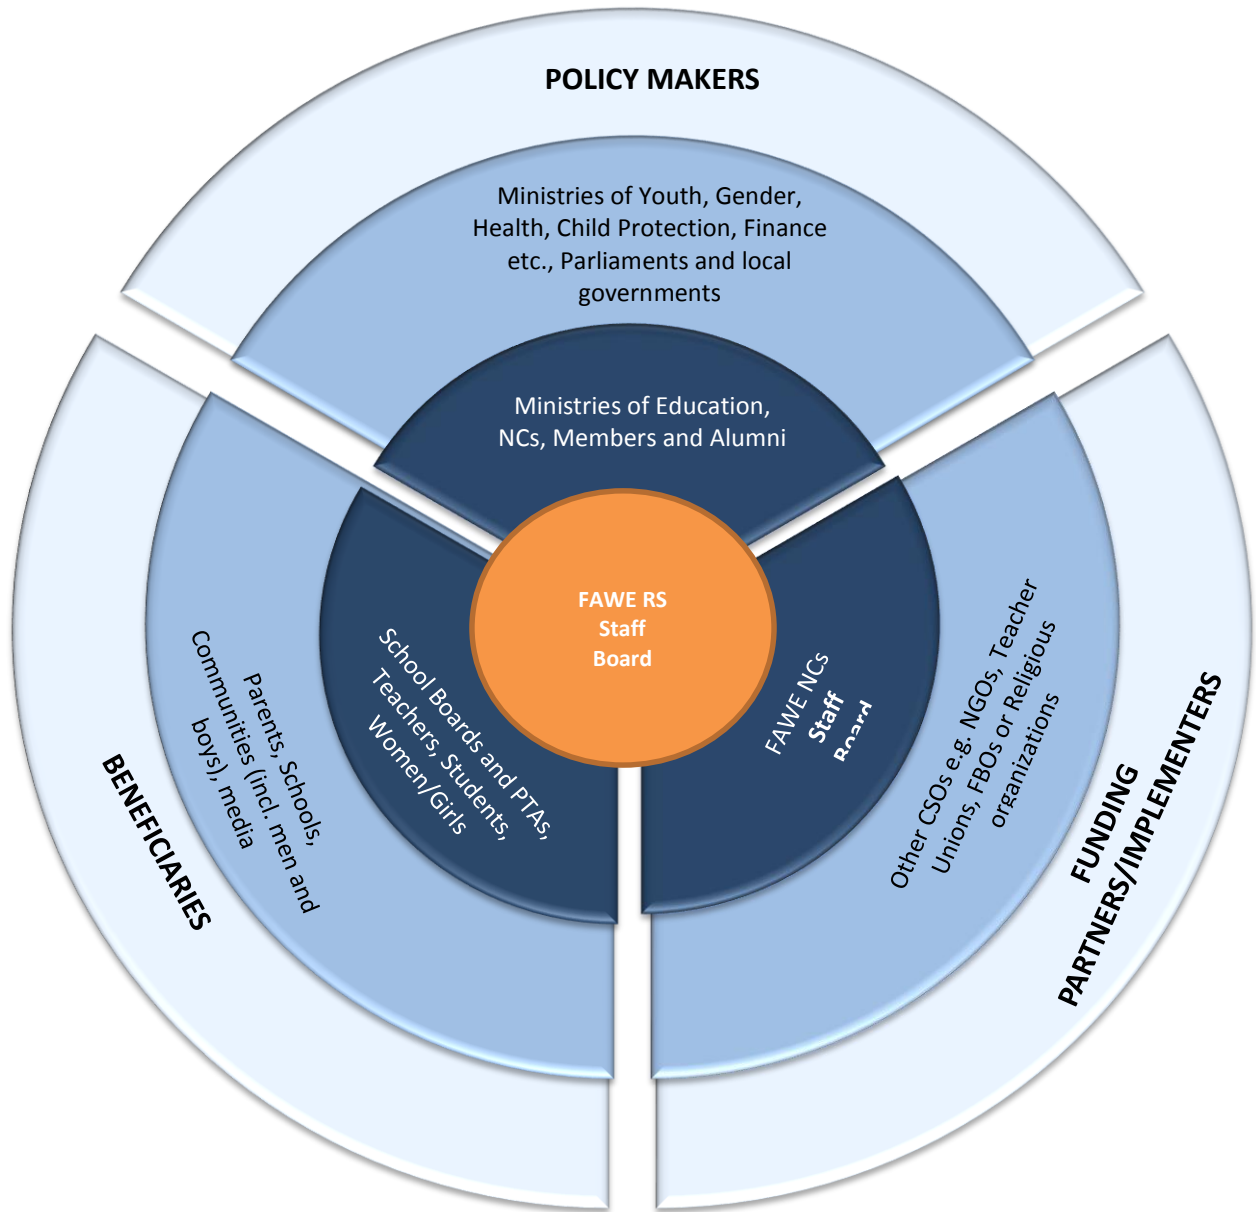 POLICY MAKERS
Ministries of Youth, Gender,
Health, Child Protection, Finance
etc., Parliaments and local
governments
Ministries of Education,
NCs, Members and Alumni
FAWE RS
Staff
Board
School Boards and PTAs,
Teachers, Students,
Women/Girls
Parents, Schools,
Communities (incl. men and
boys), media
BENEFICIARIES
FAWE NCs
Staff
Board
Other CSOs e.g. NGOs, Teacher
Unions, FBOs or Religious
organizations
FUNDING
PARTNERS/IMPLEMENTERS